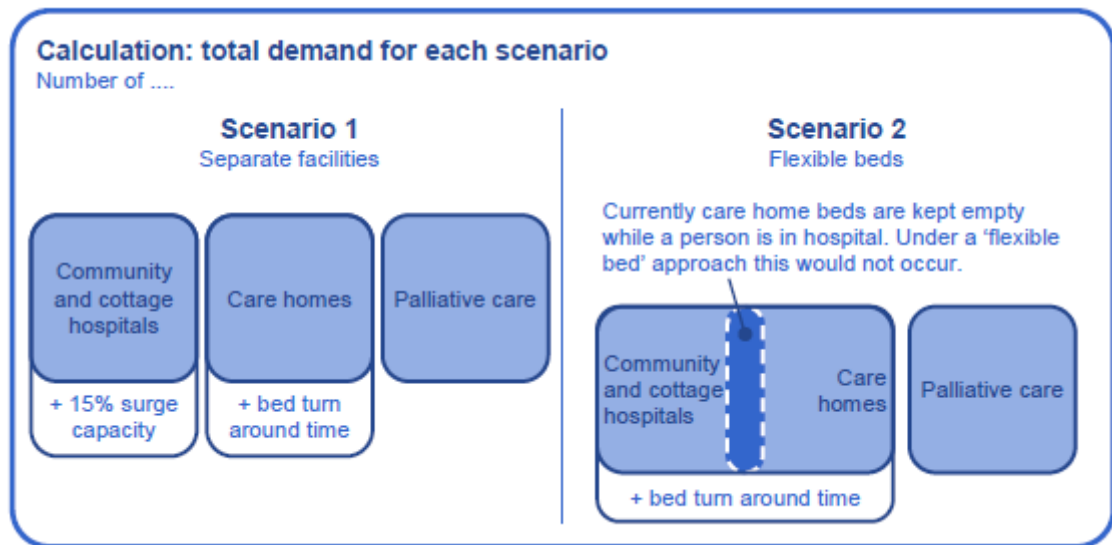 Calculation: total demand for each scenario
Number of ....
Scenario 1
Separate facilities
Community
and cottage
hospitals
Care homes
Palliative care
+ 15% surge
capacity
+ bed turn
around time
Scenario 2
Flexible beds
Currently care home beds are kept empty
while a person is in hospital. Under a ‘flexible
bed’ approach this would not occur.
Community
and cottage
hospitals
Care
homes
Palliative care
+ bed turn around time